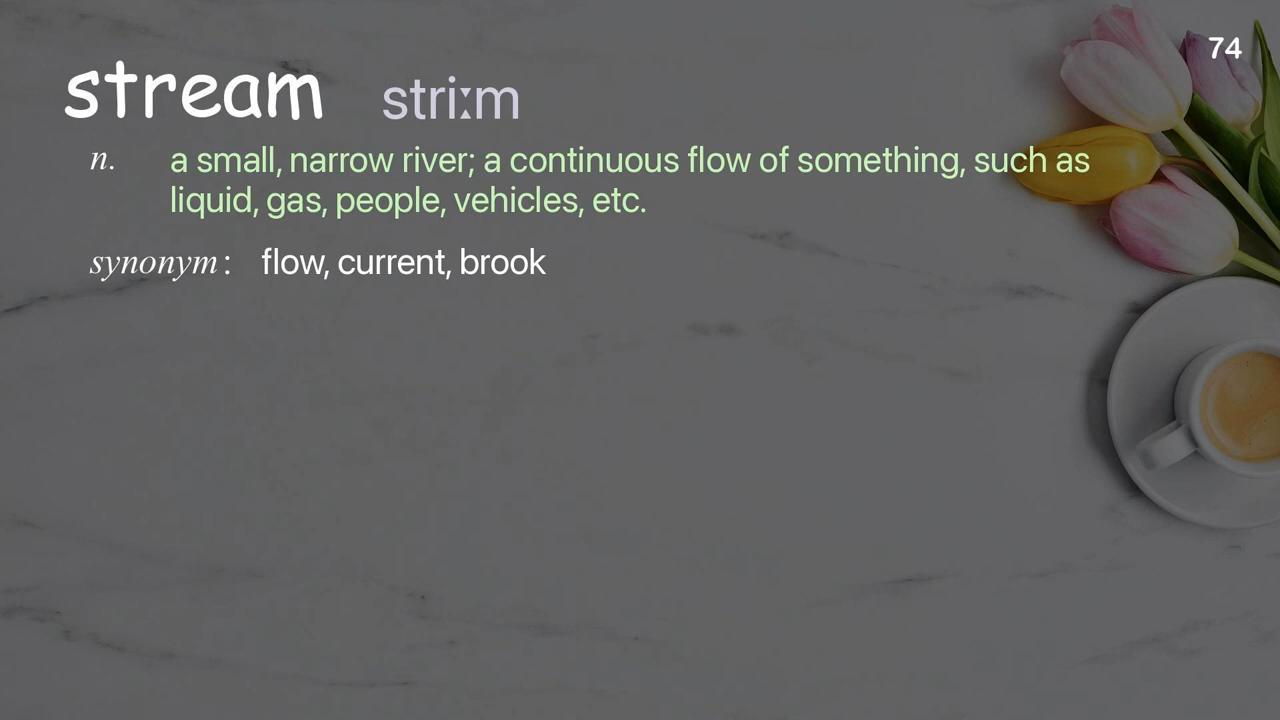 74
stream striːm
n. a small, narrow river; a continuous flow of something, such as
liquid, gas, people, vehicles, etc.
synonym: flow, current, brook